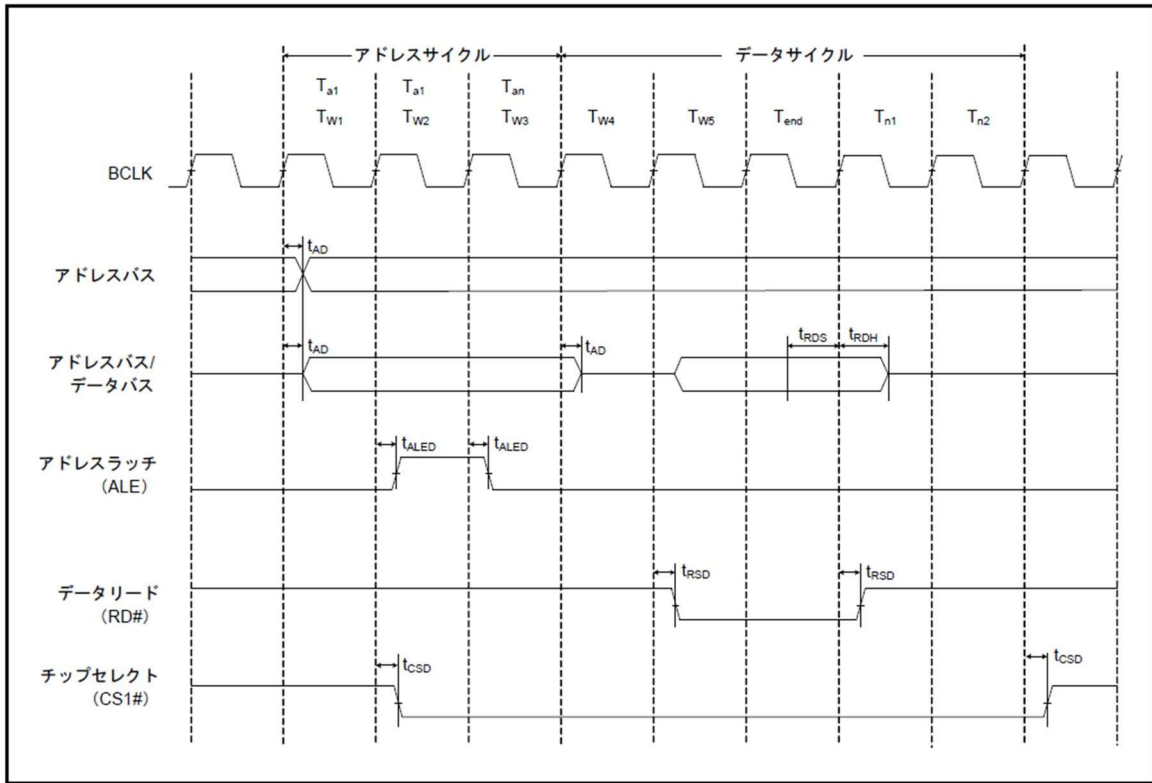 アドレスサイクル データサイクル
Ta1 Ta1 Tan
TW1 TW2 TW3 TW4 TW5 Tend Tn1 Tn2
BCLK
tAD
アドレスバス
tAD tAD tRDS tRDH
アドレスバス/
データバス
tALED tALED
アドレスラッチ
(ALE)
tRSD tRSD
データリード
(RD#)
tCSD tCSD
チップセレクト
(CS1#)